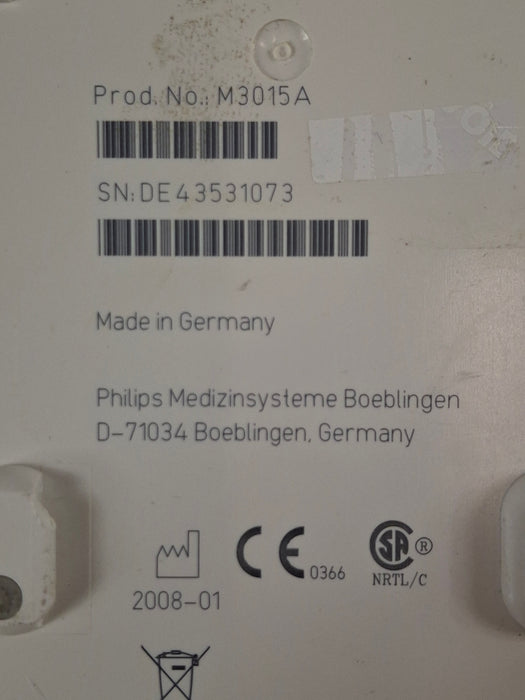 Prod. No.: M3015A
SN: DE43531073
Made in Germany
Philips Medizinsysteme Boeblingen
D-71034 Boeblingen, Germany
CE 0366
SA ®
NRTL/C
2008-01